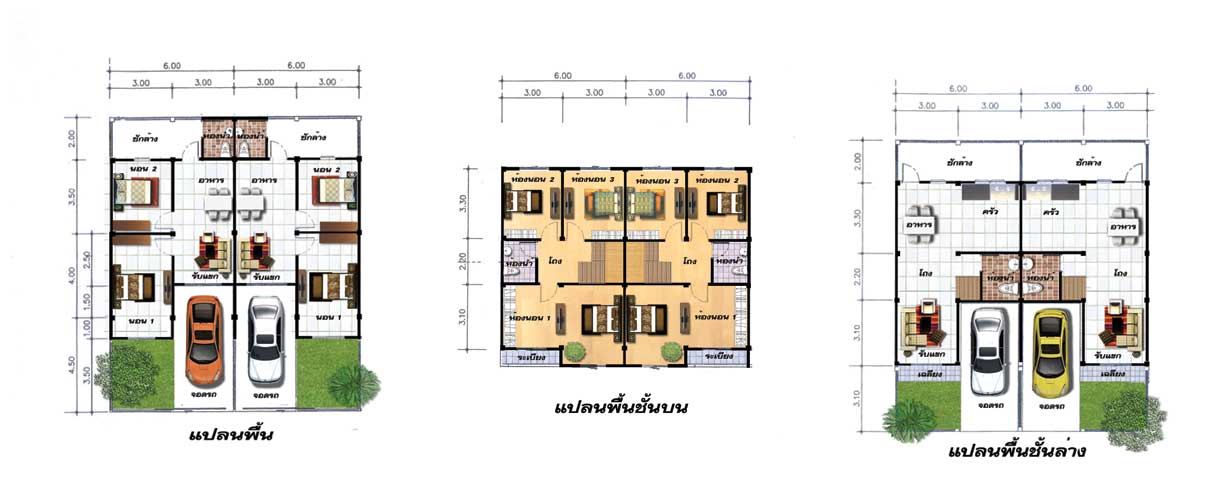 6.00 6.00
3.00 3.00 3.00 3.00
2.00
3.50
4.00
2.50
1.50
1.00
4.50
3.50
ซักล้าง ห้องน้ำ ห้องน้ำ ซักล้าง
นอน 2 อาหาร อาหาร นอน 2
รับแขก รับแขก
นอน 1 นอน 1
จอดรถ จอดรถ
แปลนพื้น
6.00 6.00
3.00 3.00 3.00 3.00
3.30
2.20
3.10
ห้องนอน 2 ห้องนอน 3 ห้องนอน 3 ห้องนอน 2
ห้องน้ำ โถง โถง ห้องน้ำ
ห้องนอน 1 ห้องนอน 1
ระเบียง ระเบียง
แปลนพื้นชั้นบน
6.00 6.00
3.00 3.00 3.00 3.00
2.00
3.30
2.20
3.10
3.10
ซักล้าง ซักล้าง
ครัว ครัว
อาหาร อาหาร
โถง ห้องน้ำ ห้องน้ำ โถง
รับแขก รับแขก
เฉลียง เฉลียง
จอดรถ จอดรถ
แปลนพื้นชั้นล่าง